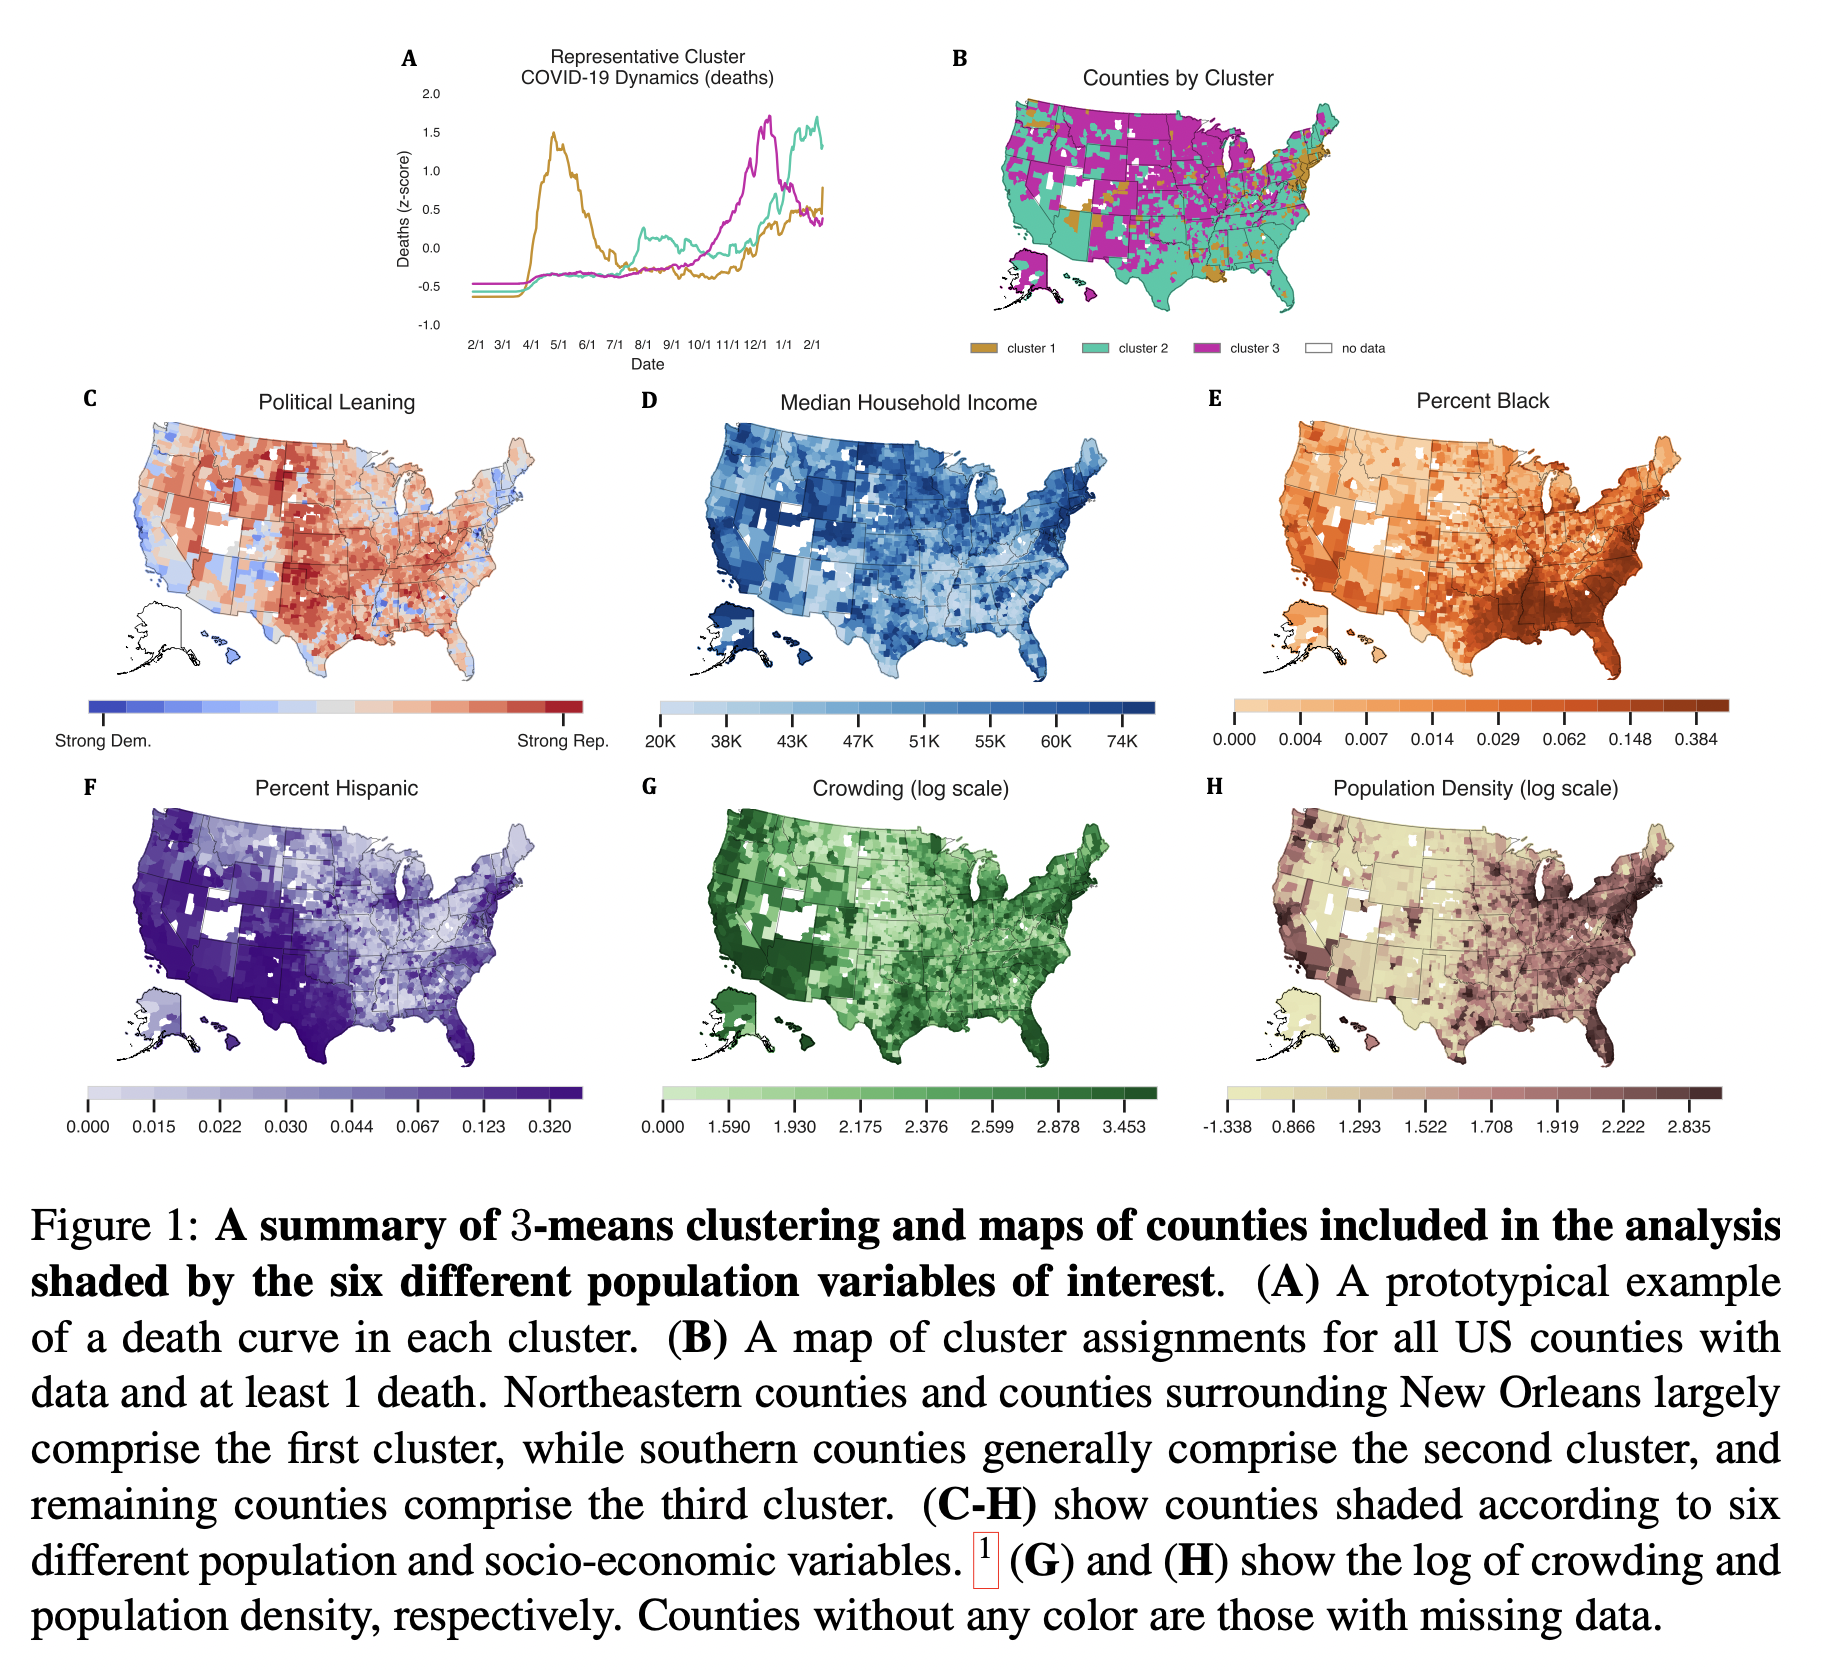 A
Representative Cluster
COVID-19 Dynamics (deaths)
2.0
1.5
1.0
0.5
0.0
-0.5
-1.0
Deaths (z-score)
2/1 3/1 4/1 5/1 6/1 7/1 8/1 9/1 10/1 11/1 12/1 1/1 2/1
Date
B
Counties by Cluster
cluster 1 cluster 2 cluster 3 no data
C
Political Leaning
Strong Dem. Strong Rep.
D
Median Household Income
20K 38K 43K 47K 51K 55K 60K 74K
E
Percent Black
0.000 0.004 0.007 0.014 0.029 0.062 0.148 0.384
F
Percent Hispanic
0.000 0.015 0.022 0.030 0.044 0.067 0.123 0.320
G
Crowding (log scale)
0.000 1.590 1.930 2.175 2.376 2.599 2.878 3.453
H
Population Density (log scale)
-1.338 0.866 1.293 1.522 1.708 1.919 2.222 2.835
Figure 1: A summary of 3-means clustering and maps of counties included in the analysis
shaded by the six different population variables of interest. (A) A prototypical example
of a death curve in each cluster. (B) A map of cluster assignments for all US counties with
data and at least 1 death. Northeastern counties and counties surrounding New Orleans largely
comprise the first cluster, while southern counties generally comprise the second cluster, and
remaining counties comprise the third cluster. (C-H) show counties shaded according to six
different population and socio-economic variables. 1 (G) and (H) show the log of crowding and
population density, respectively. Counties without any color are those with missing data.